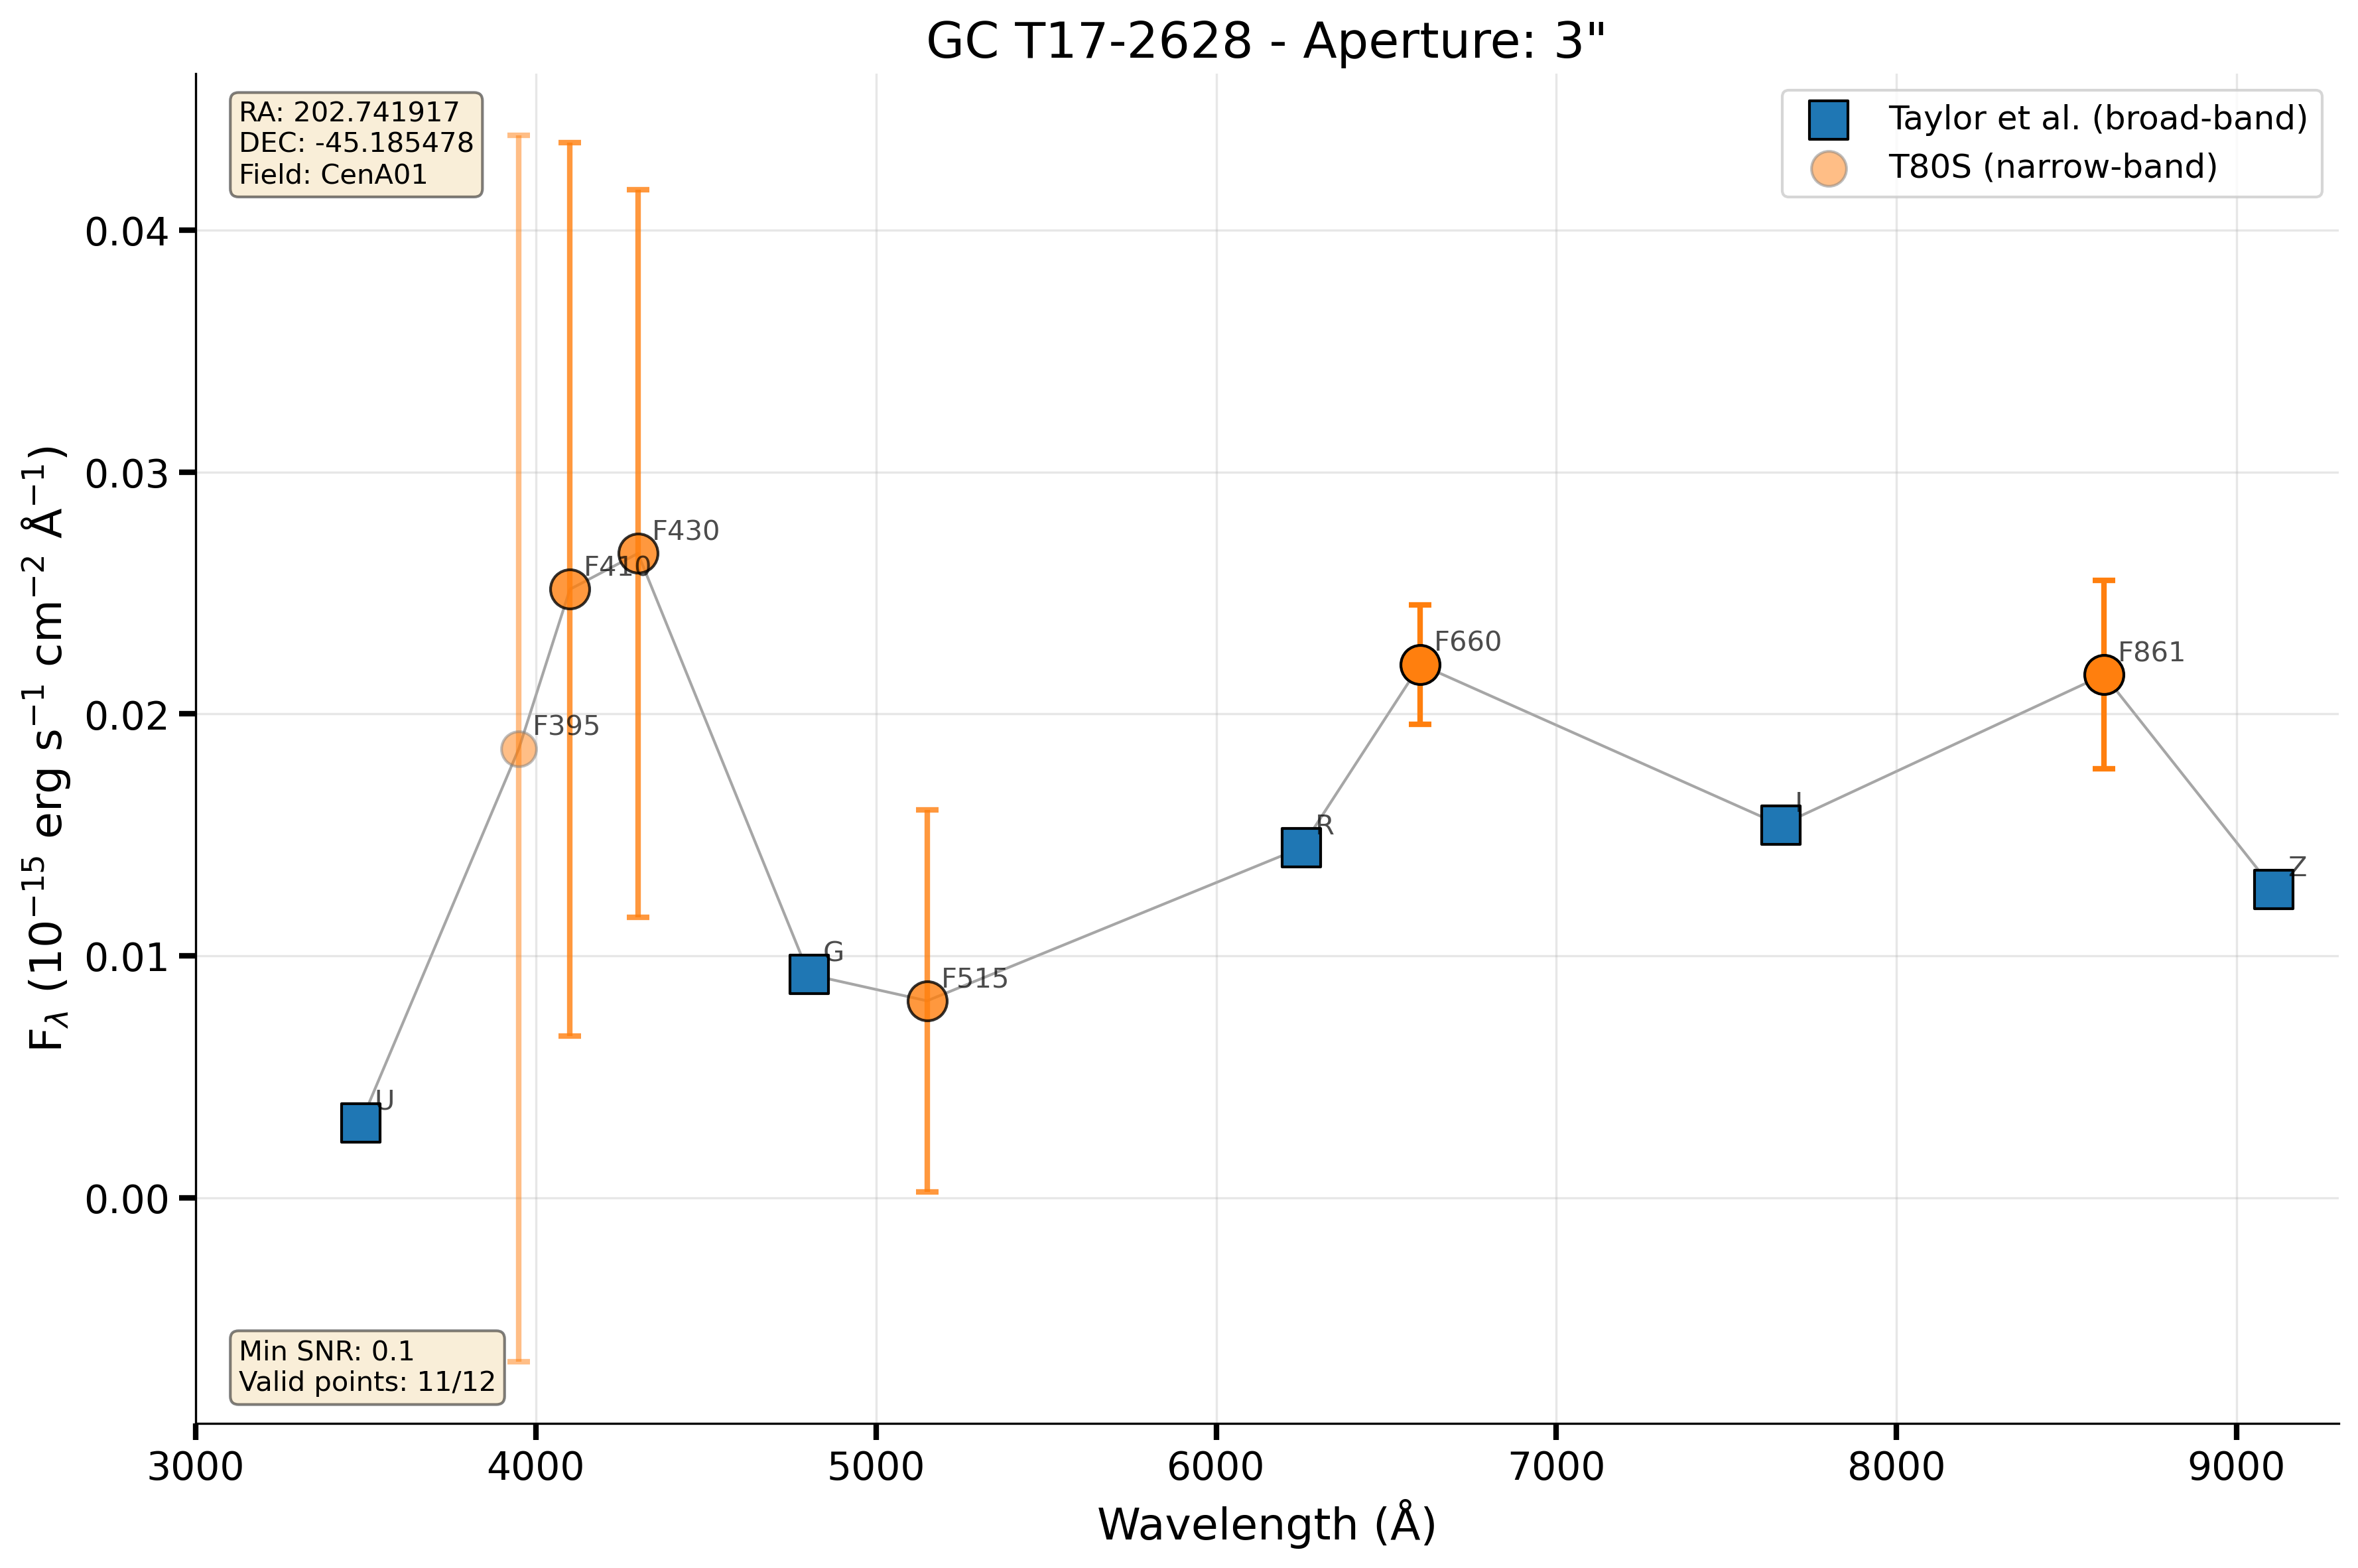 GC T17-2628 - Aperture: 3"
RA: 202.741917
DEC: -45.185478
Field: CenA01
Taylor et al. (broad-band)
T80S (narrow-band)
F_λ (10⁻¹⁵ erg s⁻¹ cm⁻² Å⁻¹)
0.04
0.03
0.02
0.01
0.00
U
F395
F410
F430
G
F515
R
F660
I
F861
Z
Min SNR: 0.1
Valid points: 11/12
3000 4000 5000 6000 7000 8000 9000
Wavelength (Å)